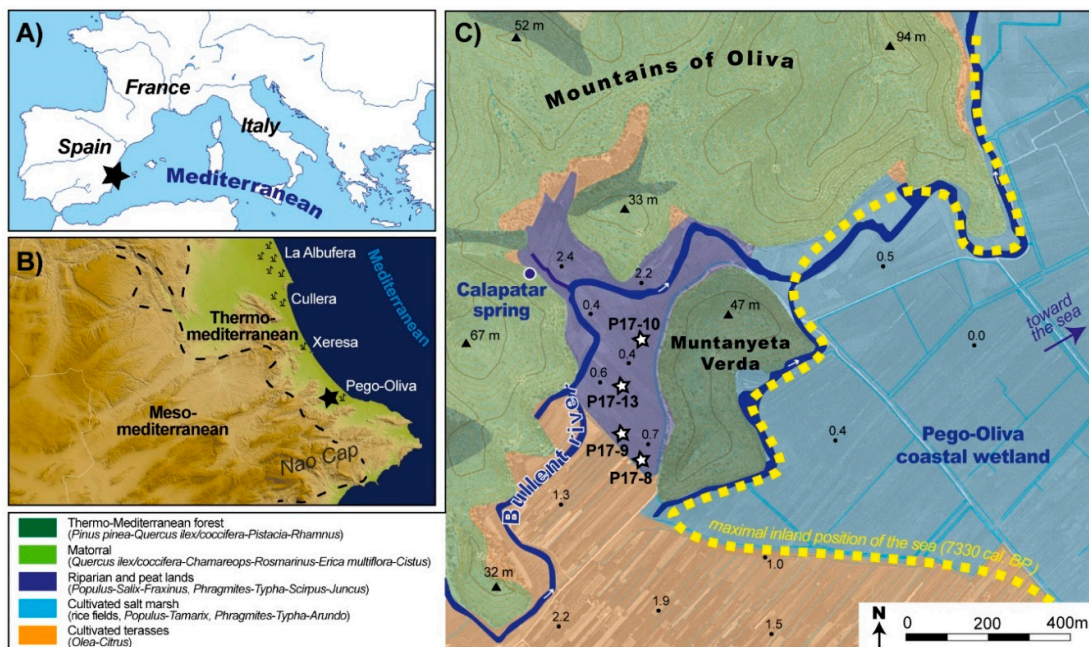 A)
France
Spain
Italy
Mediterranean
B)
La Albufera
Mediterranean
Cullera
Thermo-
mediterranean
Xeresa
Pego-Oliva
Meso-
mediterranean
Nao Cap
Thermo-Mediterranean forest
(Pinus pinea-Quercus ilex/coccifera-Pistacia-Rhamnus)
Matorral
(Quercus ilex/coccifera-Chamareops-Rosmarinus-Erica multiflora-Cistus)
Riparian and peat lands
(Populus-Salix-Fraxinus, Phragmites-Typha-Scirpus-Juncus)
Cultivated salt marsh
(rice fields, Populus-Tamarix, Phragmites-Typha-Arundo)
Cultivated terasses
(Olea-Citrus)
C)
52 m
94 m
Mountains of Oliva
33 m
2.4
2.2
0.5
Calapatar
spring
toward
the sea
0.4
47 m
P17-10
67 m
Muntanyeta
Verda
0.0
0.4
0.6
P17-13
0.7
P17-9
P17-8
0.4
Pego-Oliva
coastal wetland
Bullent river
1.3
maximal inland position of the sea (7330 cal. BP)
1.0
32 m
2.2
1.9
1.5
N
0 200 400m